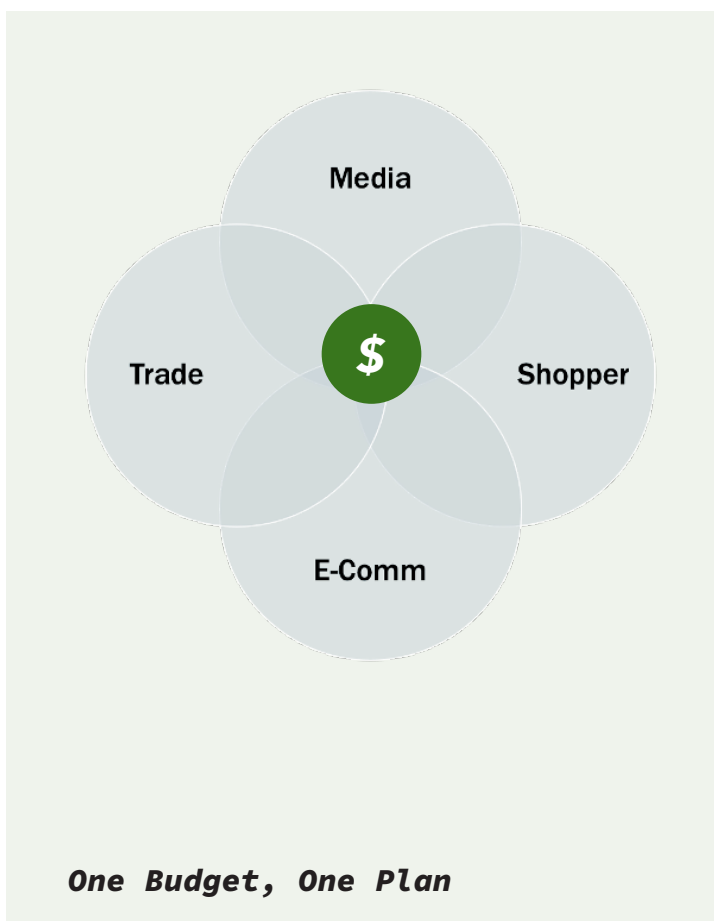 Media
Trade
$
Shopper
E-Comm
One Budget, One Plan